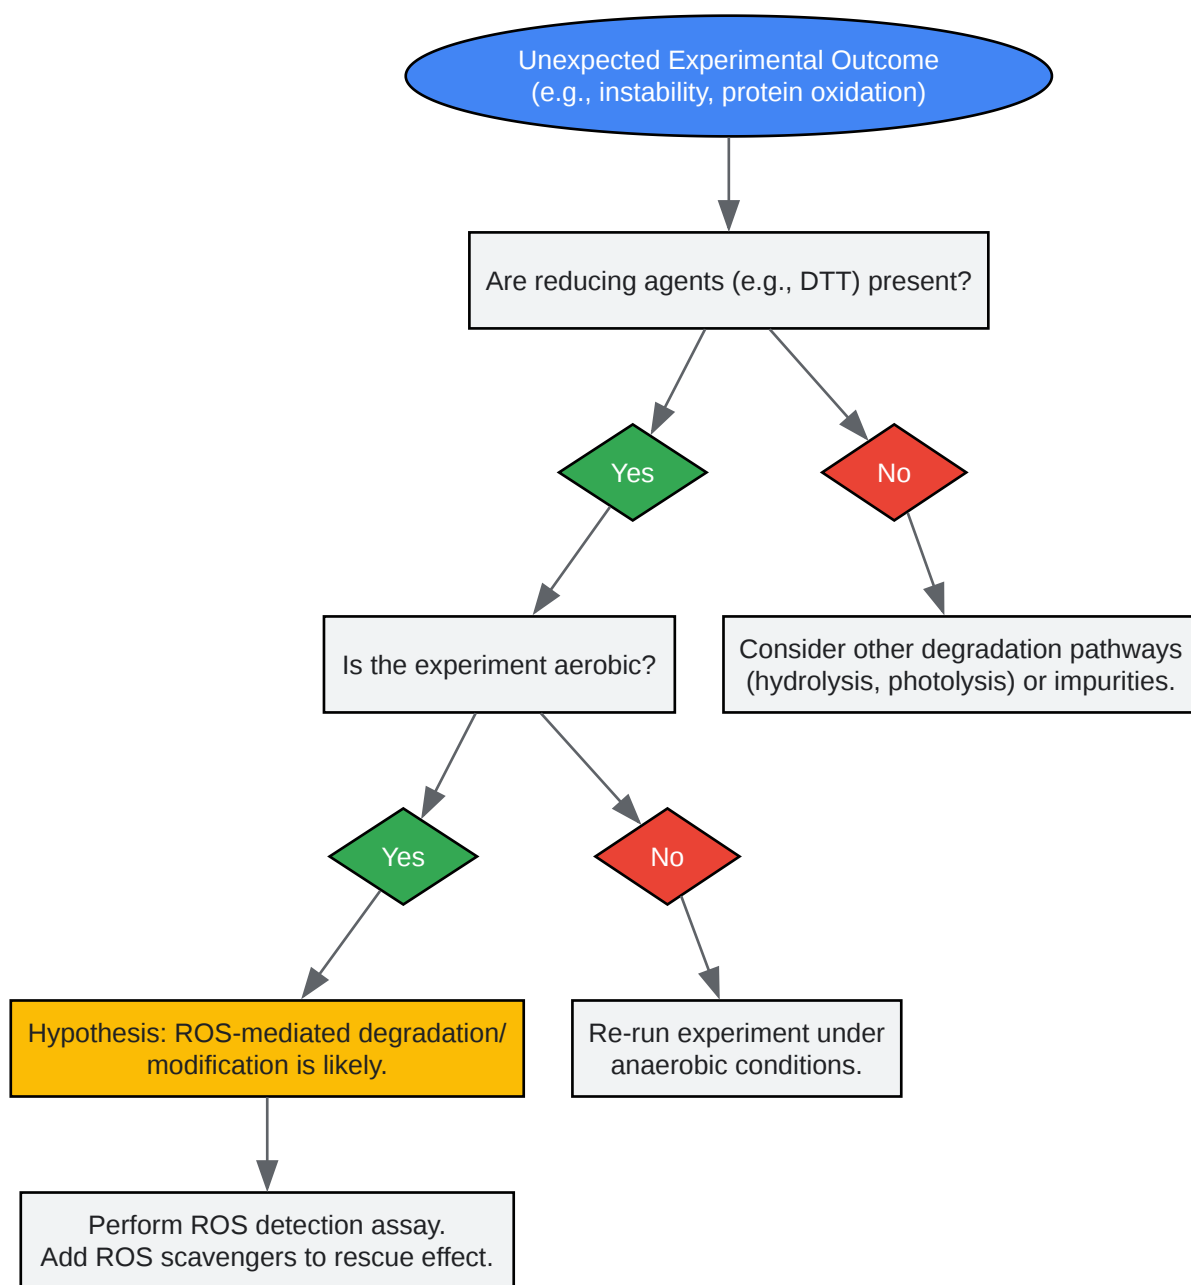 Unexpected Experimental Outcome
(e.g., instability, protein oxidation)
Are reducing agents (e.g., DTT) present?
Yes
No
Is the experiment aerobic?
Consider other degradation pathways
(hydrolysis, photolysis) or impurities.
Yes
No
Hypothesis: ROS-mediated degradation/
modification is likely.
Re-run experiment under
anaerobic conditions.
Perform ROS detection assay.
Add ROS scavengers to rescue effect.